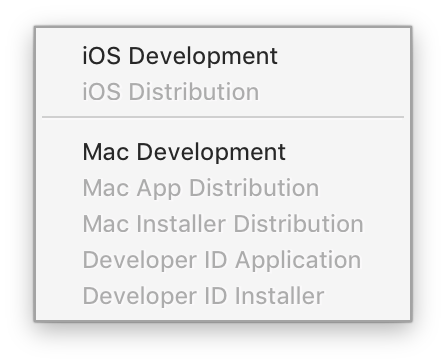 iOS Development
iOS Distribution
Mac Development
Mac App Distribution
Mac Installer Distribution
Developer ID Application
Developer ID Installer